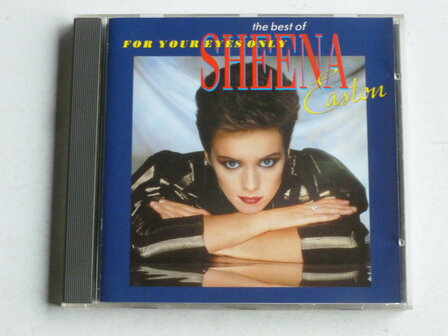 the best of
FOR YOUR EYES ONLY
SHEENA
Easton